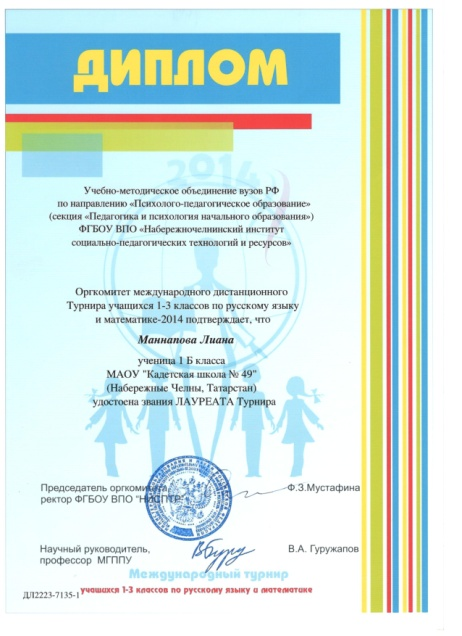 ДИПЛОМ
2014
Учебно-методическое объединение вузов РФ
по направлению «Психолого-педагогическое образование»
(секция «Педагогика и психология начального образования»)
ФГБОУ ВПО «Набережночелнинский институт
социально-педагогических технологий и ресурсов»
Оргкомитет международного дистанционного
Турнира учащихся 1-3 классов по русскому языку
и математике-2014 подтверждает, что
Маннапова Лиана
ученица 1 Б класса
МАОУ "Кадетская школа № 49"
(Набережные Челны, Татарстан)
удостоена звания ЛАУРЕАТА Турнира
Председатель оргкомитета,
ректор ФГБОУ ВПО "НИСПТР" Ф.З.Мустафина
Научный руководитель, В.А. Гуружапов
профессор МГППУ
Международный турнир
ДЛ2223-7135-1 учащихся 1-3 классов по русскому языку и математике